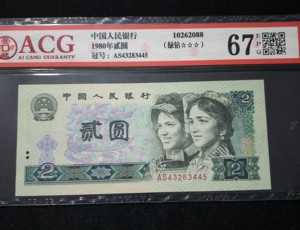 ACG
AI CANG GUARANTY
中国人民银行
1980年贰圆
冠号: AS43283445
10262088
(绿钻☆☆☆)
67 EPQ
中国人民银行
贰圆
2
2
AS43283445